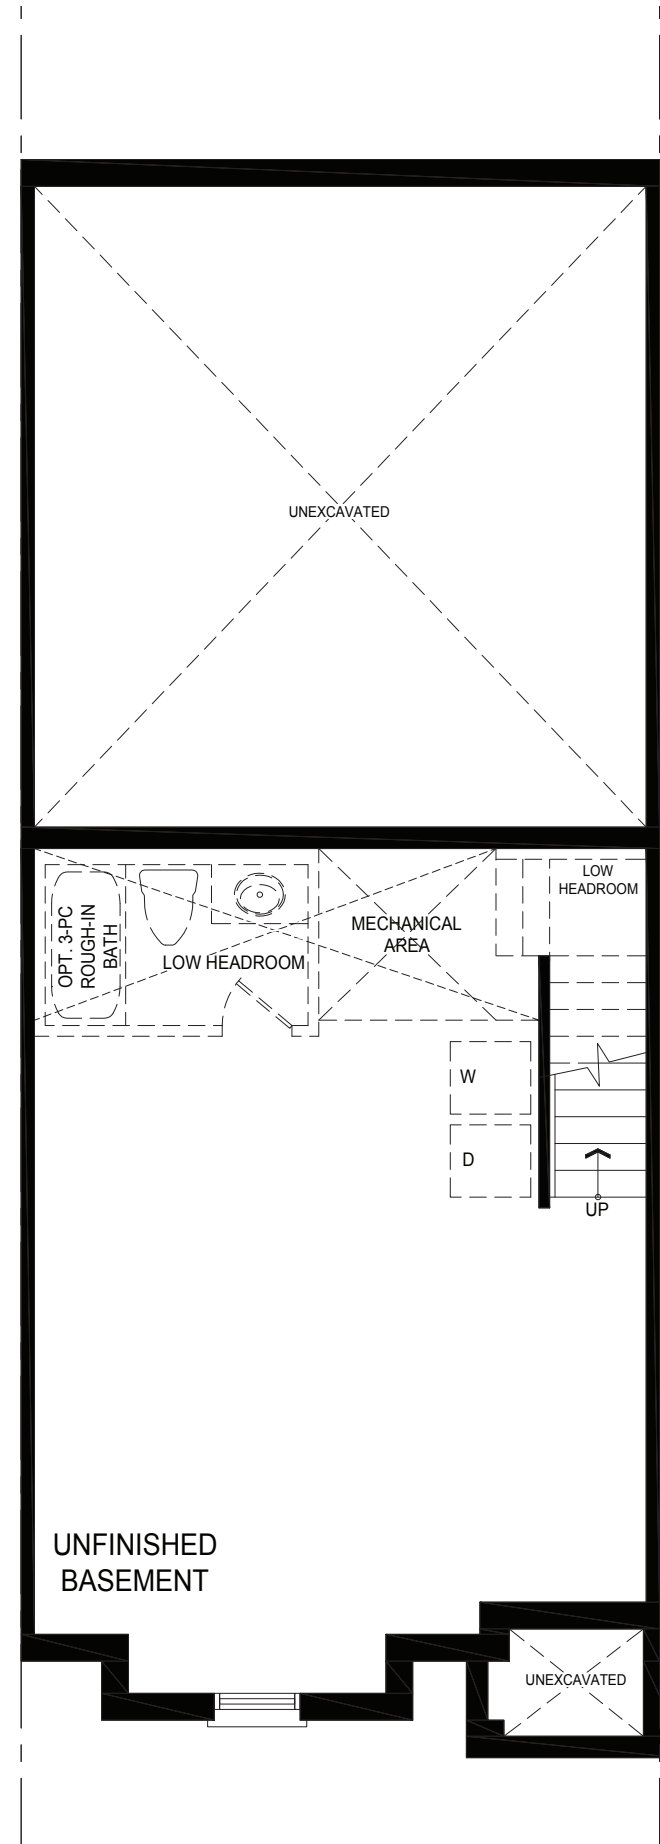 UNEXCAVATED
LOW
HEADROOM
OPT. 3-PC
ROUGH-IN
BATH
MECHANICAL
AREA
LOW HEADROOM
W
D
UP
UNFINISHED
BASEMENT
UNEXCAVATED